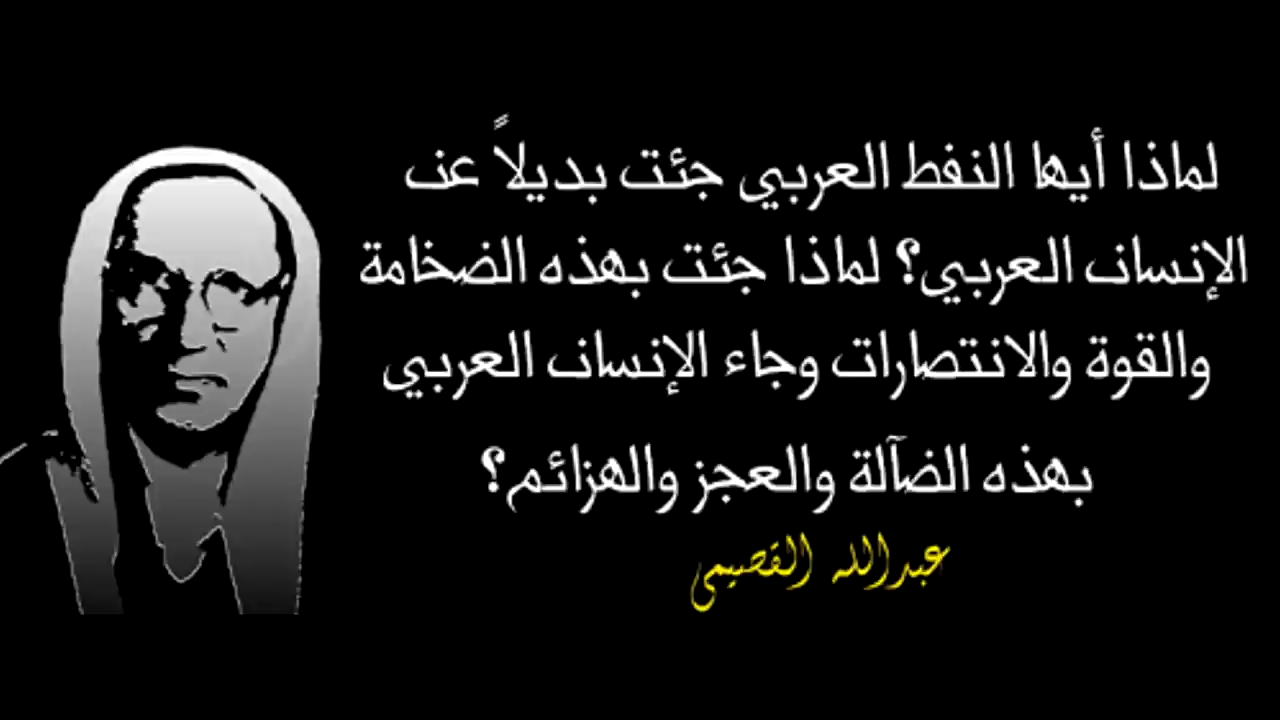 لماذا أيها النفط العربي جئت بديلاً عن
الإنسان العربي؟ لماذا جئت بهذه الضخامة
والقوة والانتصارات وجاء الإنسان العربي
بهذه الضآلة والعجز والهزائم؟
عبدالله القصيمى